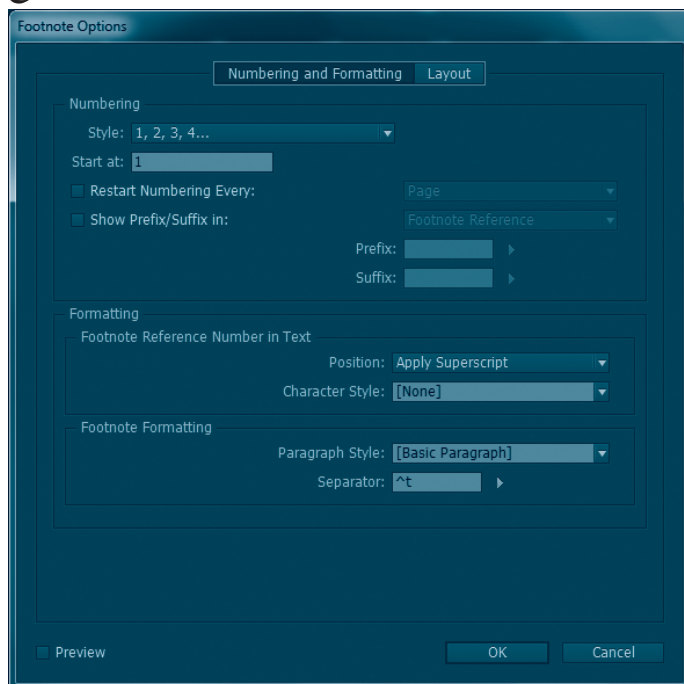 Footnote Options
Numbering and Formatting Layout
Numbering
Style: 1, 2, 3, 4...
Start at: 1
Restart Numbering Every: Page
Show Prefix/Suffix in: Footnote Reference
Prefix:
Suffix:
Formatting
Footnote Reference Number in Text
Position: Apply Superscript
Character Style: [None]
Footnote Formatting
Paragraph Style: [Basic Paragraph]
Separator: ^t
Preview OK Cancel